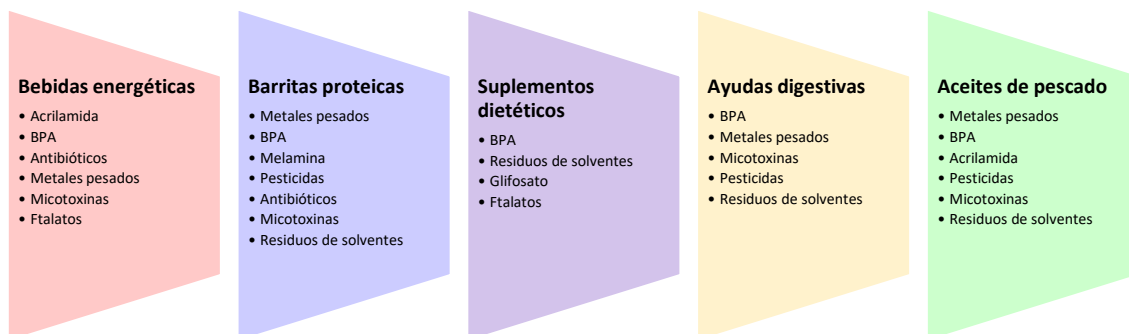 Bebidas energéticas
• Acrilamida
• BPA
• Antibióticos
• Metales pesados
• Micotoxinas
• Ftalatos
Barritas proteicas
• Metales pesados
• BPA
• Melamina
• Pesticidas
• Antibióticos
• Micotoxinas
• Residuos de solventes
Suplementos
dietéticos
• BPA
• Residuos de solventes
• Glifosato
• Ftalatos
Ayudas digestivas
• BPA
• Metales pesados
• Micotoxinas
• Pesticidas
• Residuos de solventes
Aceites de pescado
• Metales pesados
• BPA
• Acrilamida
• Pesticidas
• Micotoxinas
• Residuos de solventes